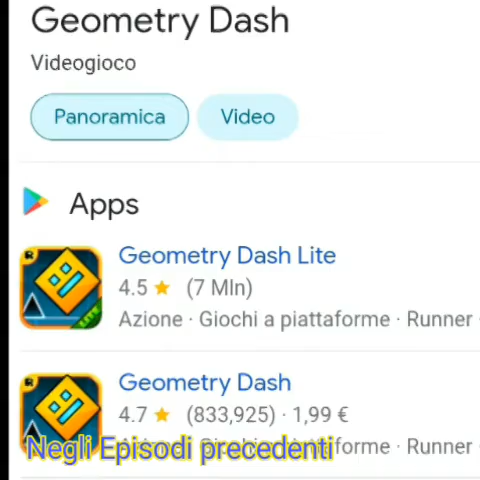 Geometry Dash
Videogioco
Panoramica
Video
Apps
Geometry Dash Lite
4.5 ★ (7 Mln)
Azione · Giochi a piattaforme · Runner ·
Geometry Dash
4.7 ★ (833,925) · 1,99 €
forme · Runner ·
Negli Episodi precedenti